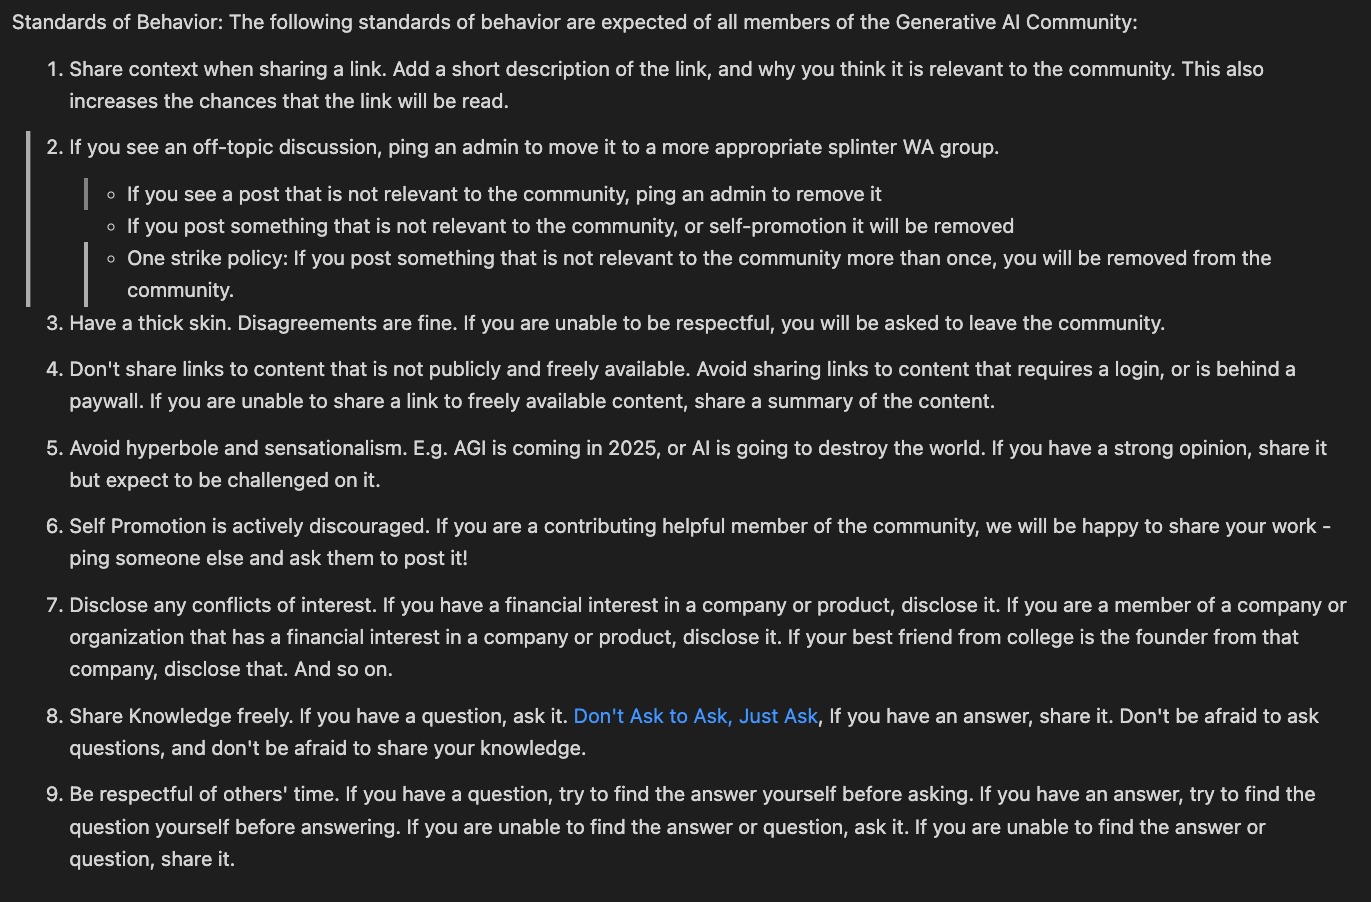 Standards of Behavior: The following standards of behavior are expected of all members of the Generative AI Community:
1. Share context when sharing a link. Add a short description of the link, and why you think it is relevant to the community. This also
increases the chances that the link will be read.
2. If you see an off-topic discussion, ping an admin to move it to a more appropriate splinter WA group.
◦ If you see a post that is not relevant to the community, ping an admin to remove it
◦ If you post something that is not relevant to the community, or self-promotion it will be removed
◦ One strike policy: If you post something that is not relevant to the community more than once, you will be removed from the
community.
3. Have a thick skin. Disagreements are fine. If you are unable to be respectful, you will be asked to leave the community.
4. Don't share links to content that is not publicly and freely available. Avoid sharing links to content that requires a login, or is behind a
paywall. If you are unable to share a link to freely available content, share a summary of the content.
5. Avoid hyperbole and sensationalism. E.g. AGI is coming in 2025, or AI is going to destroy the world. If you have a strong opinion, share it
but expect to be challenged on it.
6. Self Promotion is actively discouraged. If you are a contributing helpful member of the community, we will be happy to share your work -
ping someone else and ask them to post it!
7. Disclose any conflicts of interest. If you have a financial interest in a company or product, disclose it. If you are a member of a company or
organization that has a financial interest in a company or product, disclose it. If your best friend from college is the founder from that
company, disclose that. And so on.
8. Share Knowledge freely. If you have a question, ask it. Don't Ask to Ask, Just Ask, If you have an answer, share it. Don't be afraid to ask
questions, and don't be afraid to share your knowledge.
9. Be respectful of others' time. If you have a question, try to find the answer yourself before asking. If you have an answer, try to find the
question yourself before answering. If you are unable to find the answer or question, ask it. If you are unable to find the answer or
question, share it.